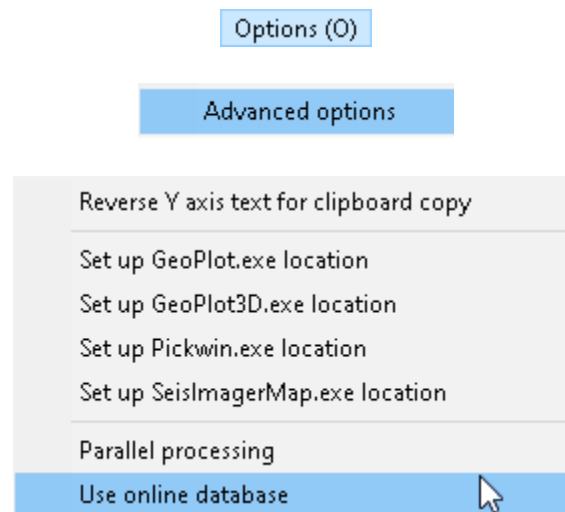 Options (O)
Advanced options
Reverse Y axis text for clipboard copy
Set up GeoPlot.exe location
Set up GeoPlot3D.exe location
Set up Pickwin.exe location
Set up SeisImagerMap.exe location
Parallel processing
Use online database